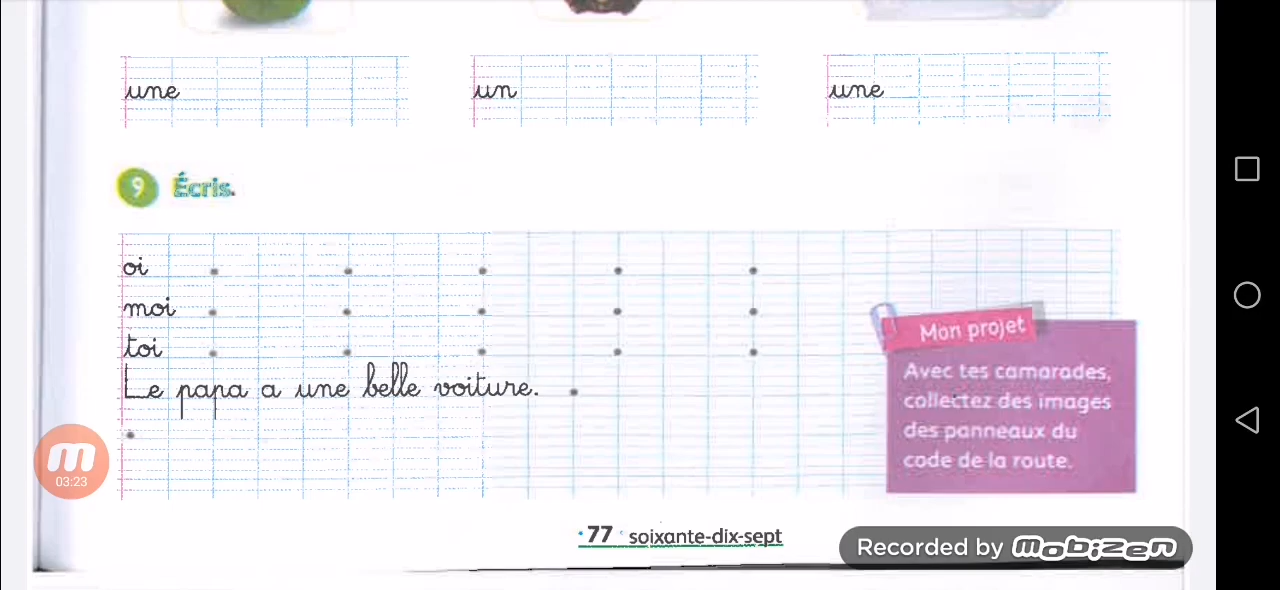 une
un
une
9 Écris.
oi
moi
toi
Le papa a une belle voiture.
Mon projet
Avec tes camarades,
collectez des images
des panneaux du
code de la route.
03:23
77 soixante-dix-sept
Recorded by mobizen